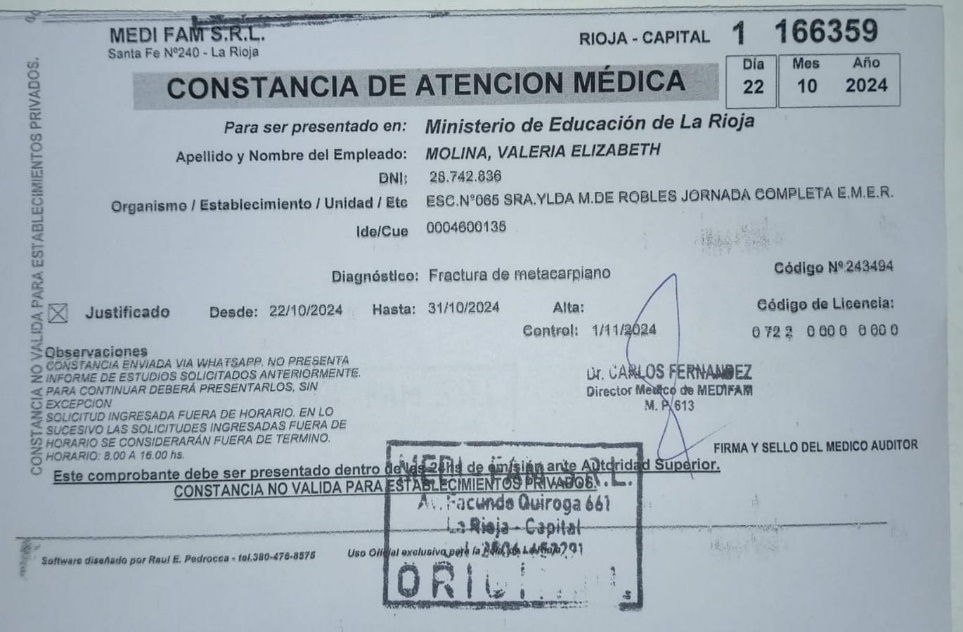 MEDI FAM S.R.L.
Santa Fe Nº240 - La Rioja
RIOJA - CAPITAL 1 166359
CONSTANCIA DE ATENCION MÉDICA
Día Mes Año
22 10 2024
Para ser presentado en: Ministerio de Educación de La Rioja
Apellido y Nombre del Empleado: MOLINA, VALERIA ELIZABETH
DNI: 28.742.836
Organismo / Establecimiento / Unidad / Etc ESC.Nº065 SRA.YLDA M.DE ROBLES JORNADA COMPLETA E.M.E.R.
Ide/Cue 0004600135
Diagnóstico: Fractura de metacarpiano
Código Nº 243494
Justificado Desde: 22/10/2024 Hasta: 31/10/2024 Alta:
Control: 1/11/2024
Código de Licencia:
0 722 0 000 0 000
Observaciones
CONSTANCIA ENVIADA VIA WHATSAPP. NO PRESENTA
INFORME DE ESTUDIOS SOLICITADOS ANTERIORMENTE.
PARA CONTINUAR DEBERÁ PRESENTARLOS, SIN
EXCEPCION
SOLICITUD INGRESADA FUERA DE HORARIO. EN LO
SUCESIVO LAS SOLICITUDES INGRESADAS FUERA DE
HORARIO SE CONSIDERARÁN FUERA DE TERMINO.
HORARIO: 8.00 A 16.00 hs.
Dr. CARLOS FERNANDEZ
Director Medico de MEDIFAM
M. P. 613
FIRMA Y SELLO DEL MEDICO AUDITOR
Este comprobante debe ser presentado dentro de las 24hs de emisión ante Autoridad Superior.
CONSTANCIA NO VALIDA PARA ESTABLECIMIENTOS PRIVADOS.
Av. Facundo Quiroga 661
La Rioja - Capital
Software diseñado por Raul E. Pedrocca - tel.380-476-8575
Uso Oficial exclusivo para la
CONSTANCIA NO VALIDA PARA ESTABLECIMIENTOS PRIVADOS.